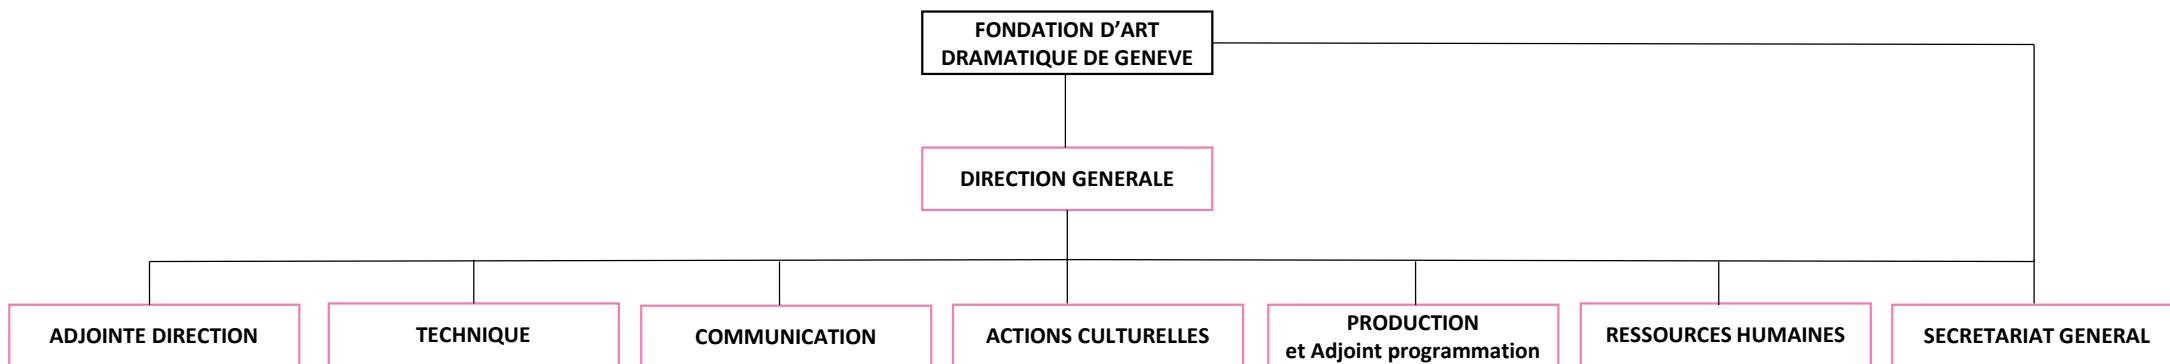 FONDATION D’ART
DRAMATIQUE DE GENEVE
DIRECTION GENERALE
ADJOINTE DIRECTION
TECHNIQUE
COMMUNICATION
ACTIONS CULTURELLES
PRODUCTION
et Adjoint programmation
RESSOURCES HUMAINES
SECRETARIAT GENERAL